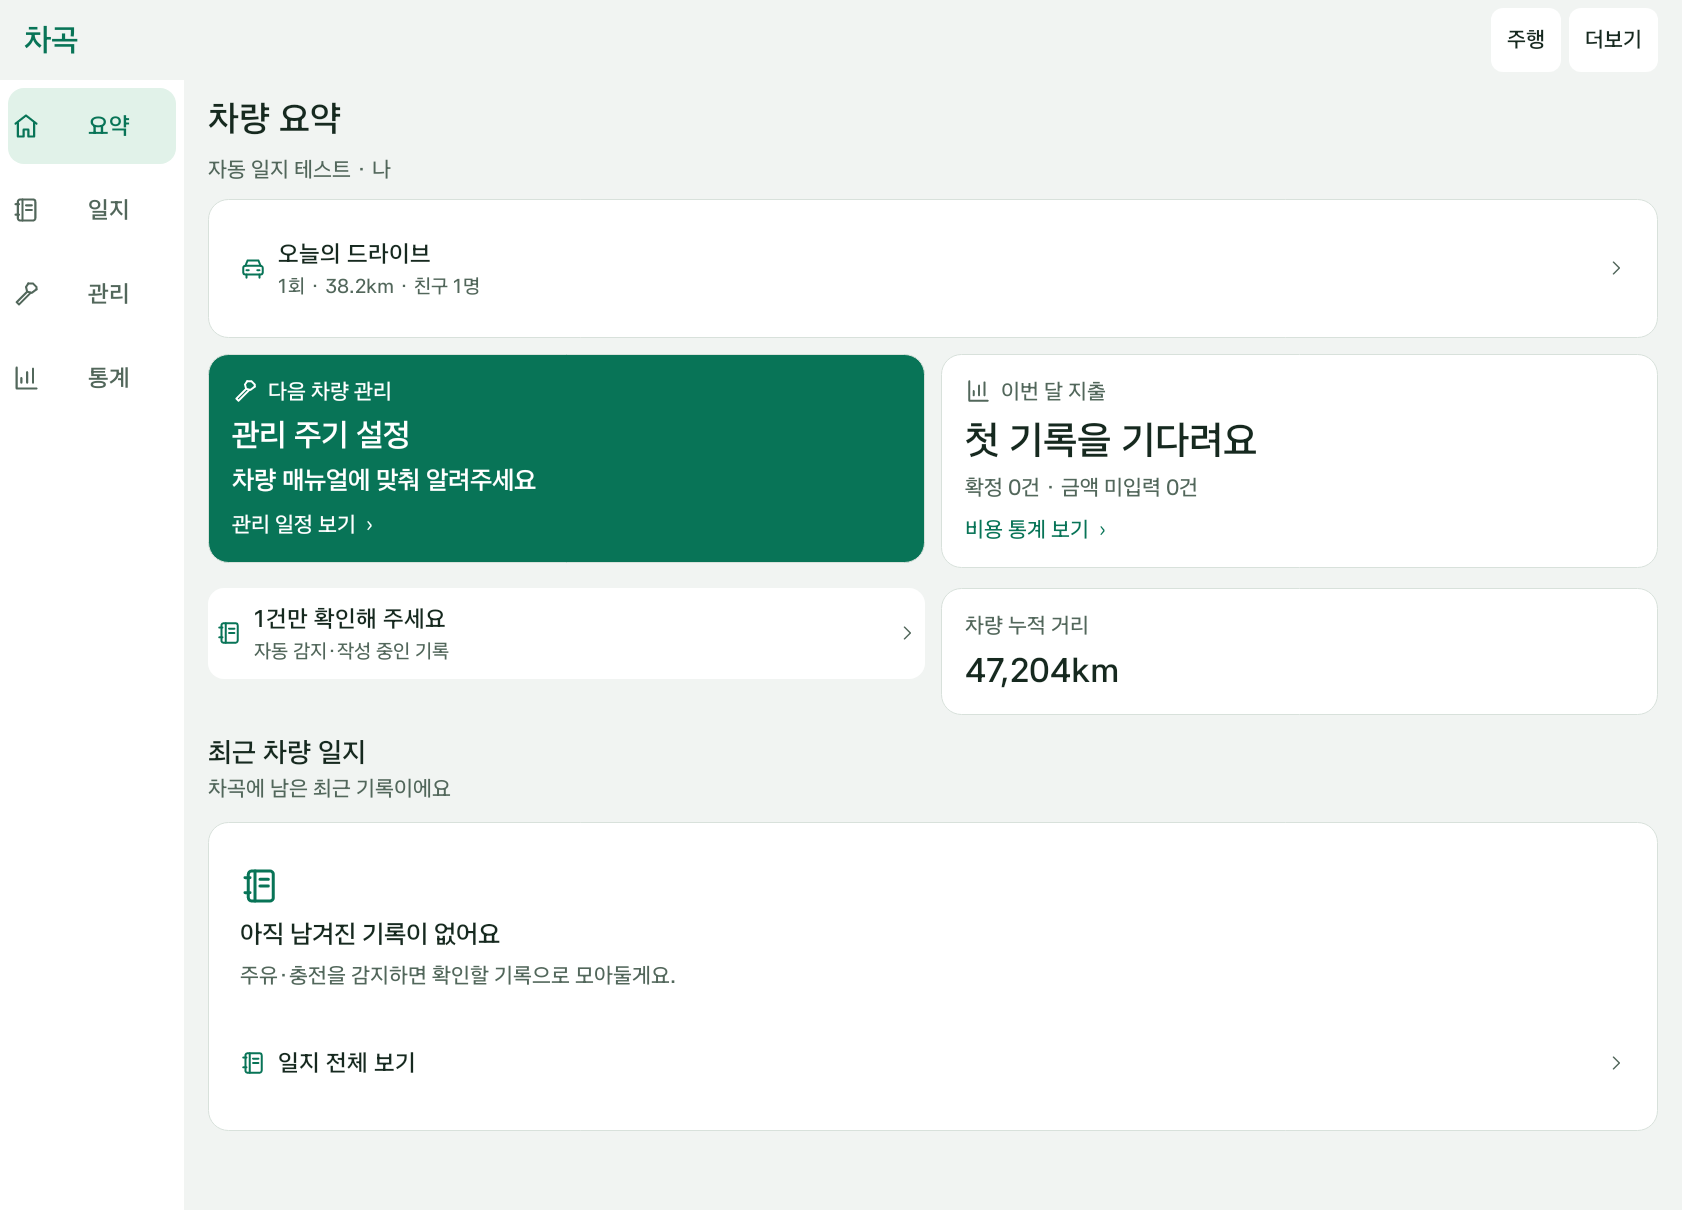 차곡
주행
더보기
요약
일지
관리
통계
차량 요약
자동 일지 테스트 · 나
오늘의 드라이브
1회 · 38.2km · 친구 1명
다음 차량 관리
관리 주기 설정
차량 매뉴얼에 맞춰 알려주세요
관리 일정 보기 ›
이번 달 지출
첫 기록을 기다려요
확정 0건 · 금액 미입력 0건
비용 통계 보기 ›
1건만 확인해 주세요
자동 감지·작성 중인 기록
차량 누적 거리
47,204km
최근 차량 일지
차곡에 남은 최근 기록이에요
아직 남겨진 기록이 없어요
주유·충전을 감지하면 확인할 기록으로 모아둘게요.
일지 전체 보기